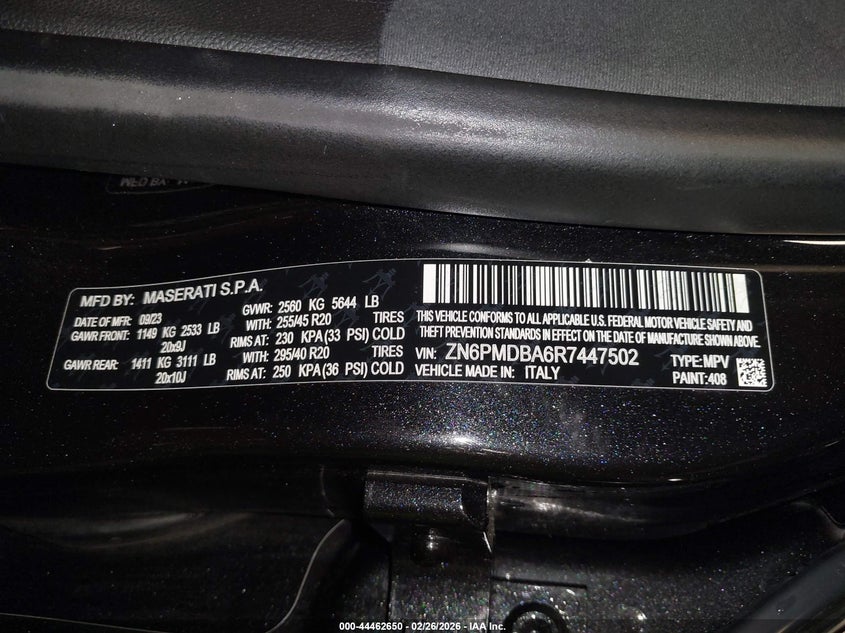 MFD BY: MASERATI S.P.A.
DATE OF MFR: 09/23
GVWR: 2560 KG 5644 LB
GAWR FRONT: 1149 KG 2533 LB
WITH: 255/45 R20 TIRES
20x9J
RIMS AT: 230 KPA (33 PSI) COLD
GAWR REAR: 1411 KG 3111 LB
WITH: 295/40 R20 TIRES
20x10J
RIMS AT: 250 KPA (36 PSI) COLD
THIS VEHICLE CONFORMS TO ALL APPLICABLE U.S. FEDERAL MOTOR VEHICLE SAFETY AND
THEFT PREVENTION STANDARDS IN EFFECT ON THE DATE OF MANUFACTURE SHOWN ABOVE.
VIN: ZN6PMDBA6R7447502
TYPE: MPV
VEHICLE MADE IN: ITALY
PAINT: 408
000-44462650 - 02/26/2026 - IAA Inc.